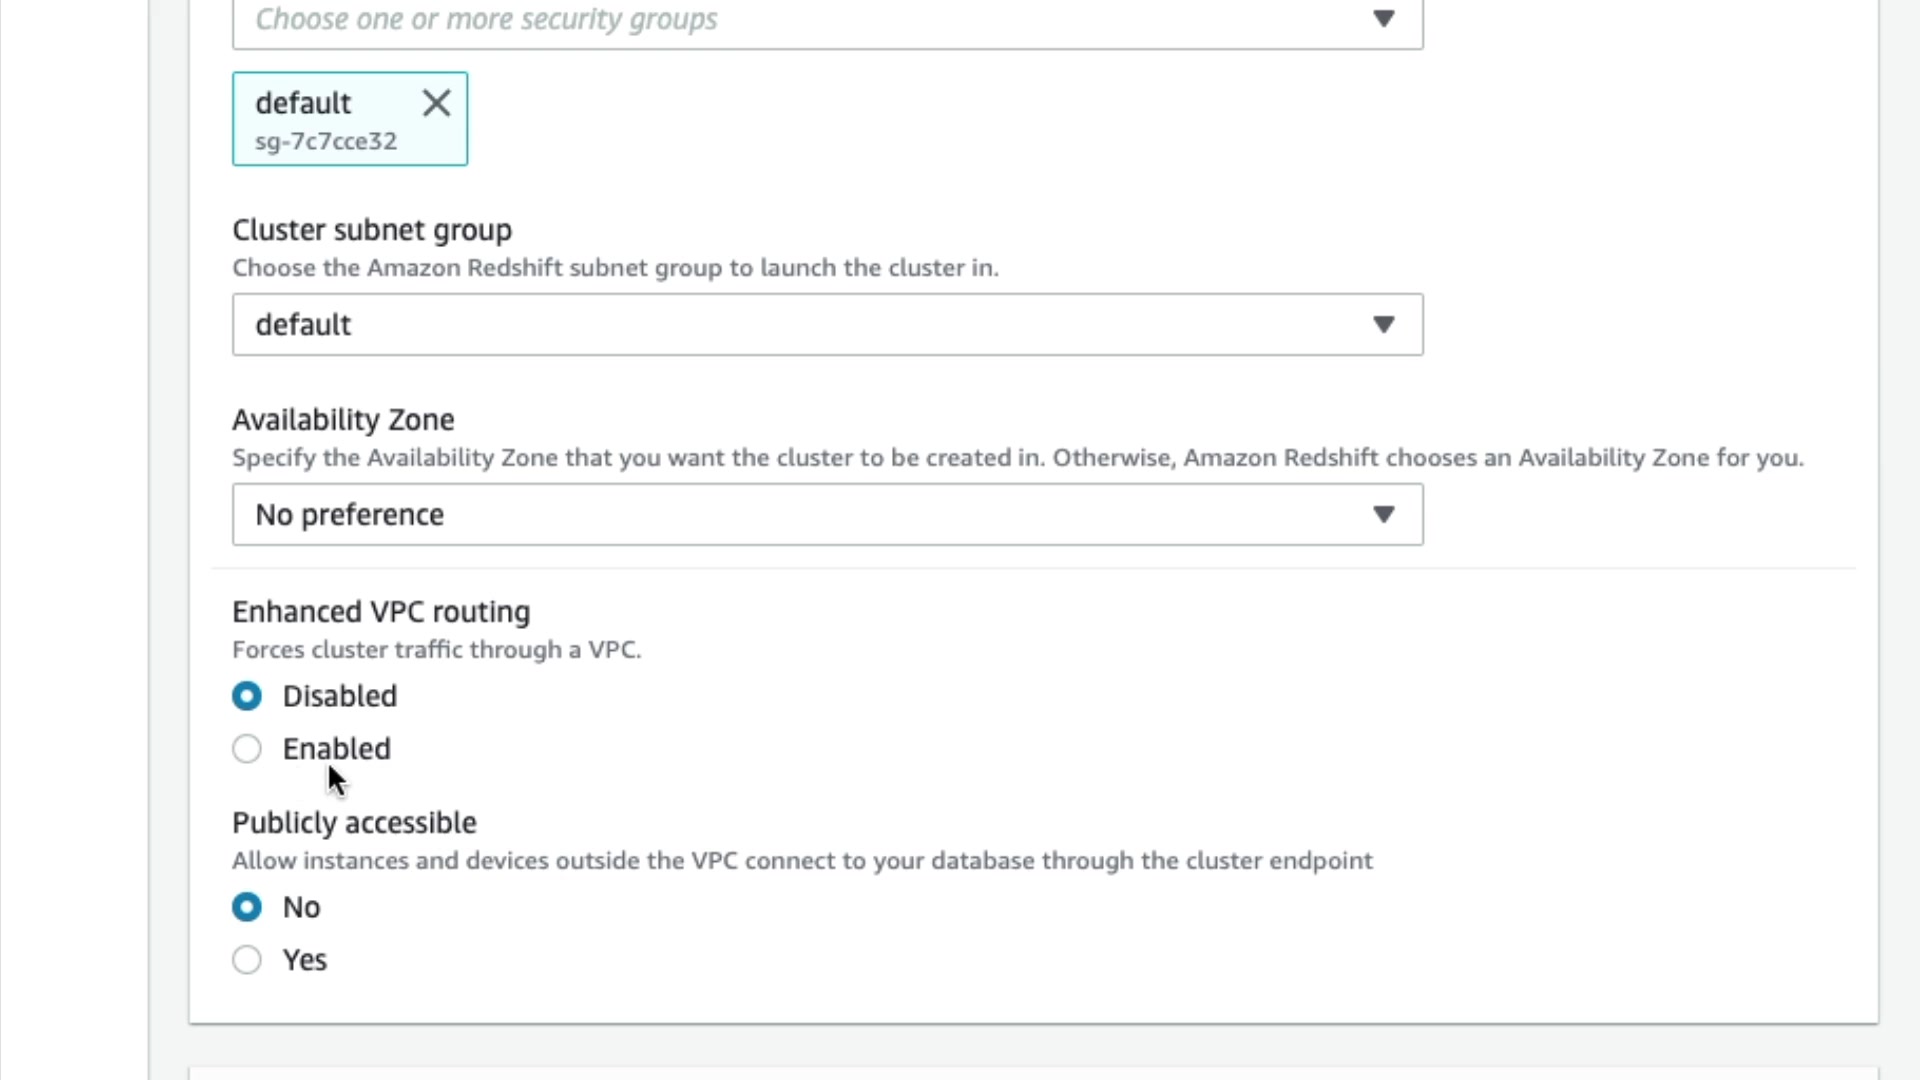 Choose one or more security groups
default
sg-7c7cce32
Cluster subnet group
Choose the Amazon Redshift subnet group to launch the cluster in.
default
Availability Zone
Specify the Availability Zone that you want the cluster to be created in. Otherwise, Amazon Redshift chooses an Availability Zone for you.
No preference
Enhanced VPC routing
Forces cluster traffic through a VPC.
Disabled
Enabled
Publicly accessible
Allow instances and devices outside the VPC connect to your database through the cluster endpoint
No
Yes